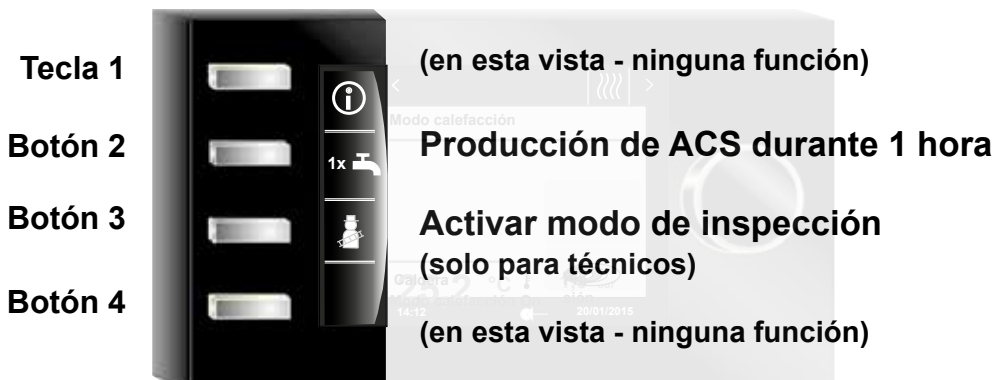 Tecla 1
(en esta vista - ninguna función)
Modo calefacción
Botón 2
1x
Producción de ACS durante 1 hora
Botón 3
Activar modo de inspección
(solo para técnicos)
Caldera
°C
Botón 4
14:12
20/01/2015
(en esta vista - ninguna función)